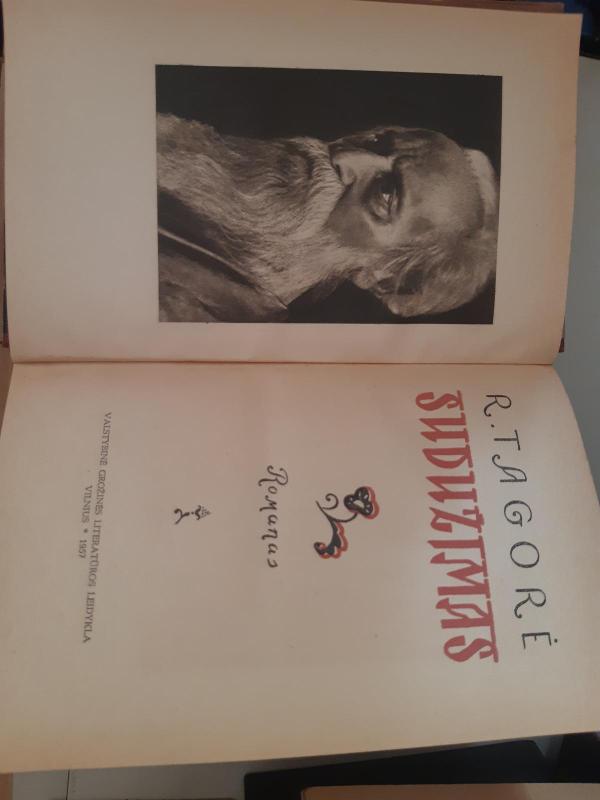 R. TAGORĖ
SUDUŽIMAS
Romanas
VALSTYBINĖ GROŽINĖS LITERATŪROS LEIDYKLA
VILNIUS * 1957